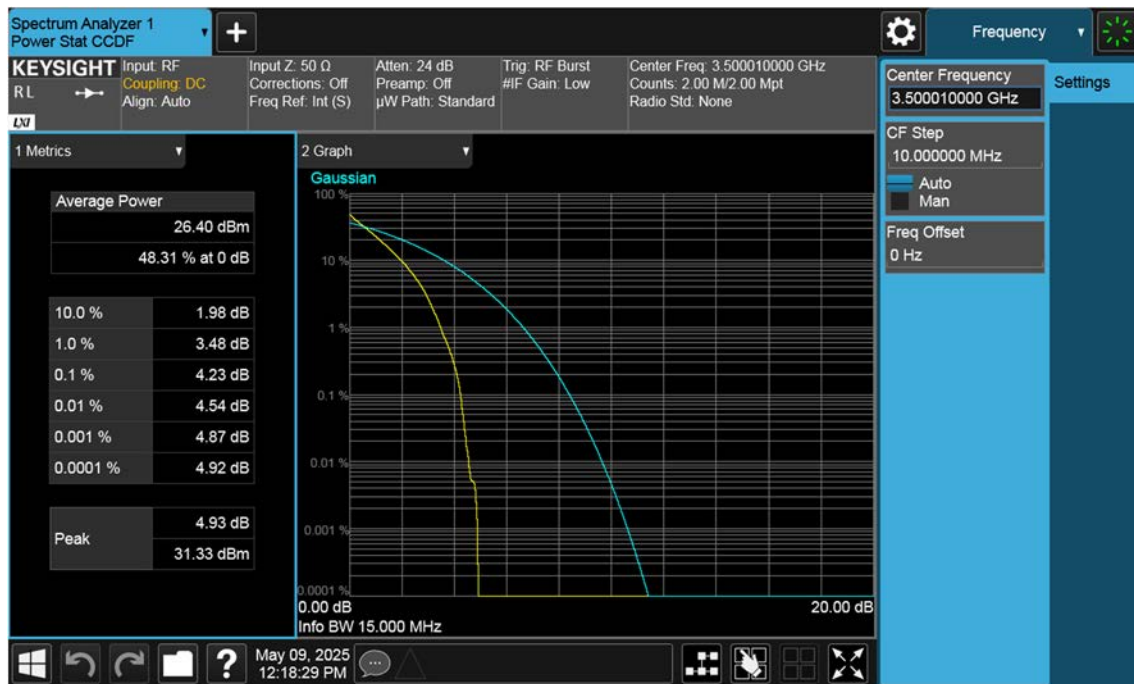 Spectrum Analyzer 1
Power Stat CCDF
Frequency
KEYSIGHT
RL
LXI
Input: RF
Coupling: DC
Align: Auto
Input Z: 50 Ω
Corrections: Off
Freq Ref: Int (S)
Atten: 24 dB
Preamp: Off
µW Path: Standard
Trig: RF Burst
#IF Gain: Low
Center Freq: 3.500010000 GHz
Counts: 2.00 M/2.00 Mpt
Radio Std: None
Center Frequency
3.500010000 GHz
Settings
CF Step
10.000000 MHz
Auto
Man
Freq Offset
0 Hz
1 Metrics
Average Power
26.40 dBm
48.31 % at 0 dB
10.0 % 1.98 dB
1.0 % 3.48 dB
0.1 % 4.23 dB
0.01 % 4.54 dB
0.001 % 4.87 dB
0.0001 % 4.92 dB
Peak
4.93 dB
31.33 dBm
2 Graph
Gaussian
100 %
10 %
1 %
0.1 %
0.01 %
0.001 %
0.0001 %
0.00 dB 20.00 dB
Info BW 15.000 MHz
?
May 09, 2025
12:18:29 PM